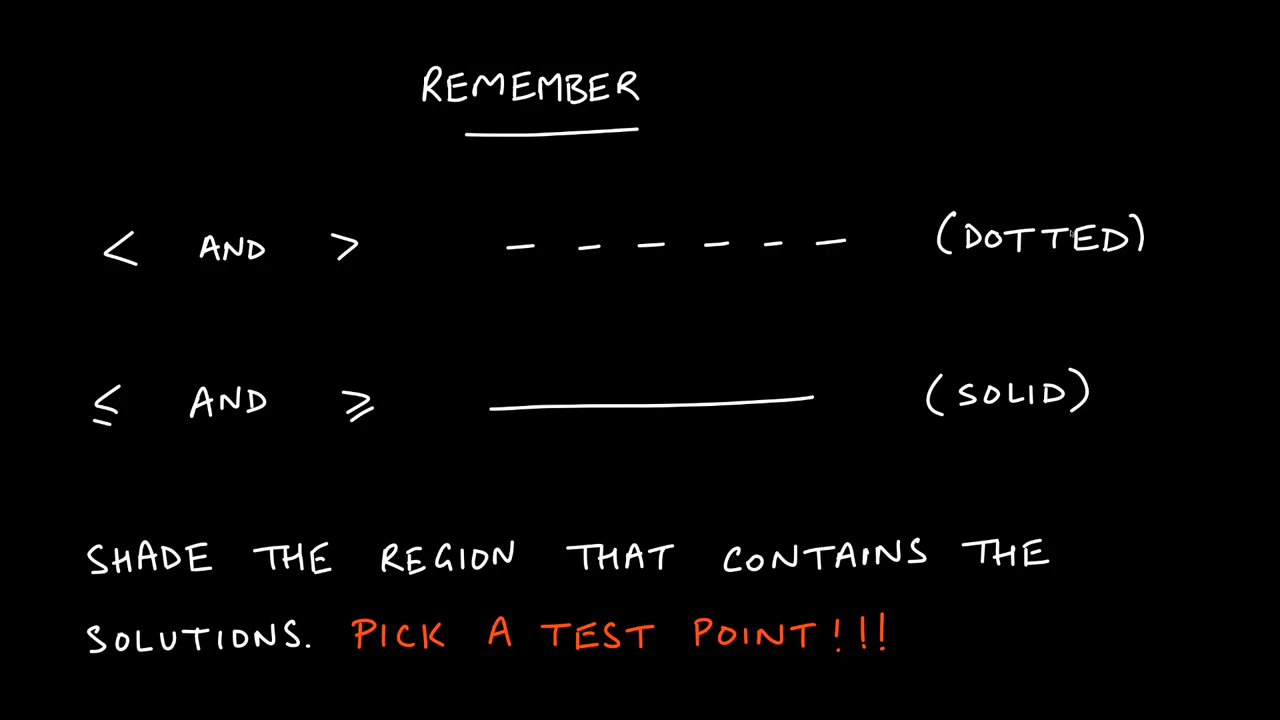 REMEMBER
< AND > - - - - - - (DOTTED)
≤ AND ≥ (SOLID)
SHADE THE REGION THAT CONTAINS THE
SOLUTIONS. PICK A TEST POINT!!!